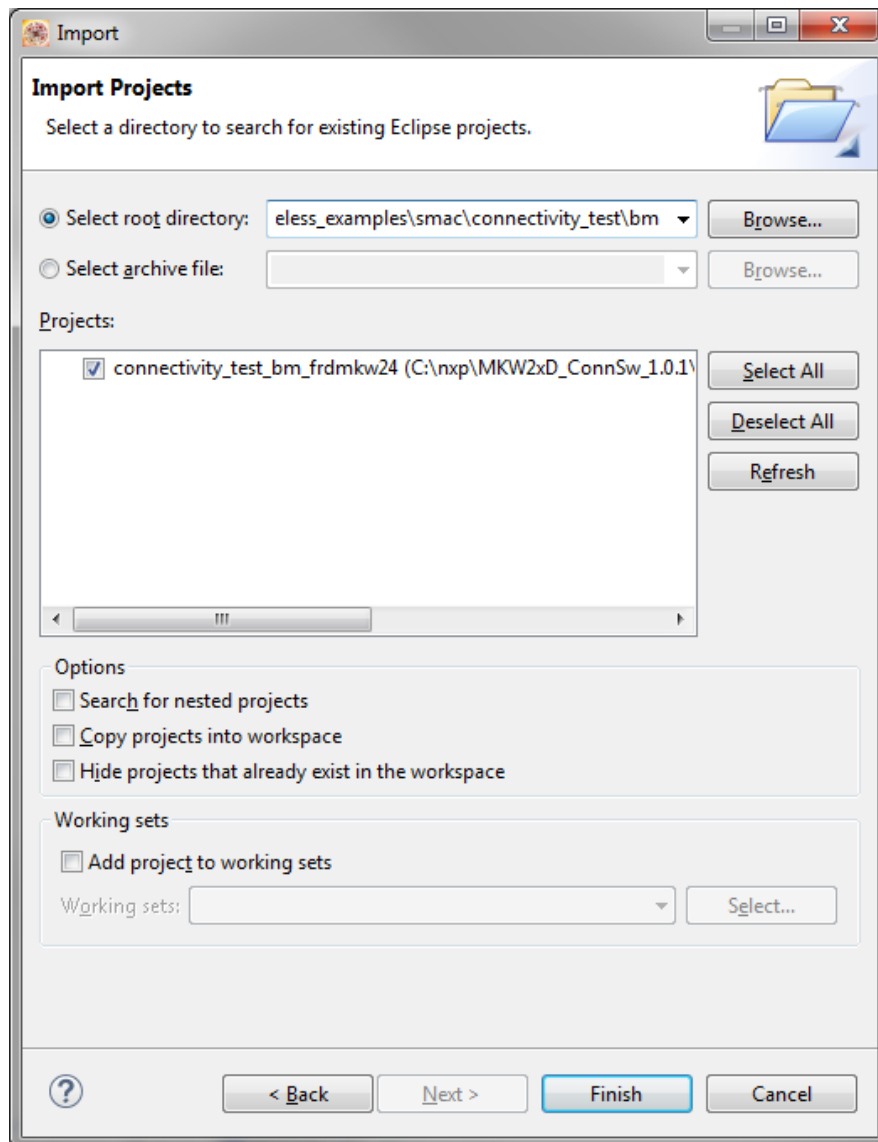 Import
Import Projects
Select a directory to search for existing Eclipse projects.
Select root directory: eless_examples\smac\connectivity_test\bm Browse...
Select archive file: Browse...
Projects:
connectivity_test_bm_frdmkw24 (C:\nxp\MKW2xD_ConnSw_1.0.1\
Select All
Deselect All
Refresh
Options
Search for nested projects
Copy projects into workspace
Hide projects that already exist in the workspace
Working sets
Add project to working sets
Working sets: Select...
? < Back Next > Finish Cancel